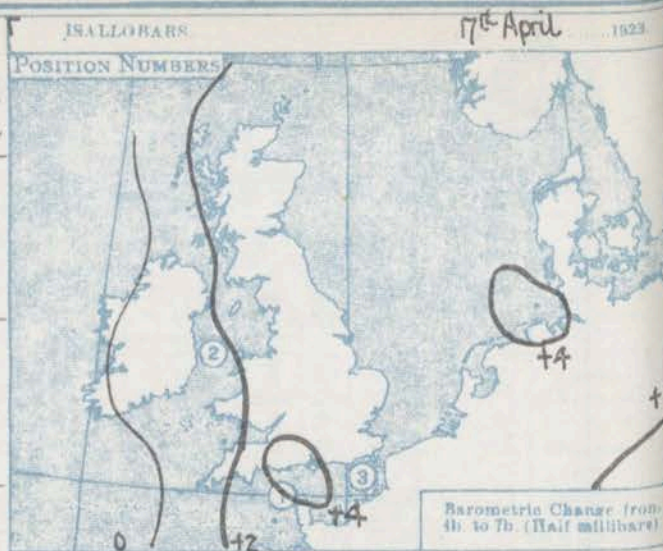 ISALLOBARS 17th April 1923.
POSITION NUMBERS
2
+4
3
+4
0
+2
Barometric Change (from
4h. to 7h. (Half millibars)